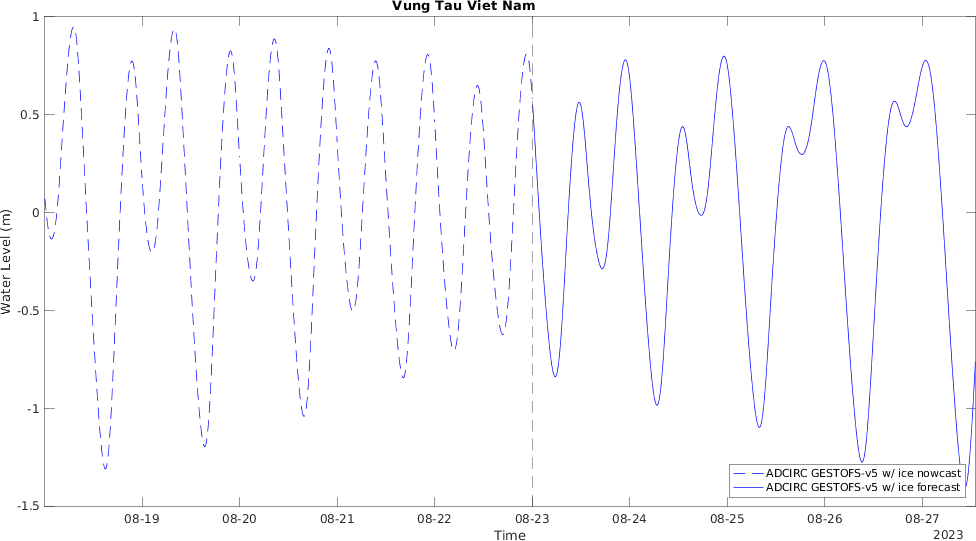 Vung Tau Viet Nam
1
0.5
0
-0.5
-1
-1.5
Water Level (m)
ADCIRC GESTOFS-v5 w/ ice nowcast
ADCIRC GESTOFS-v5 w/ ice forecast
08-19 08-20 08-21 08-22 08-23 08-24 08-25 08-26 08-27
Time
2023